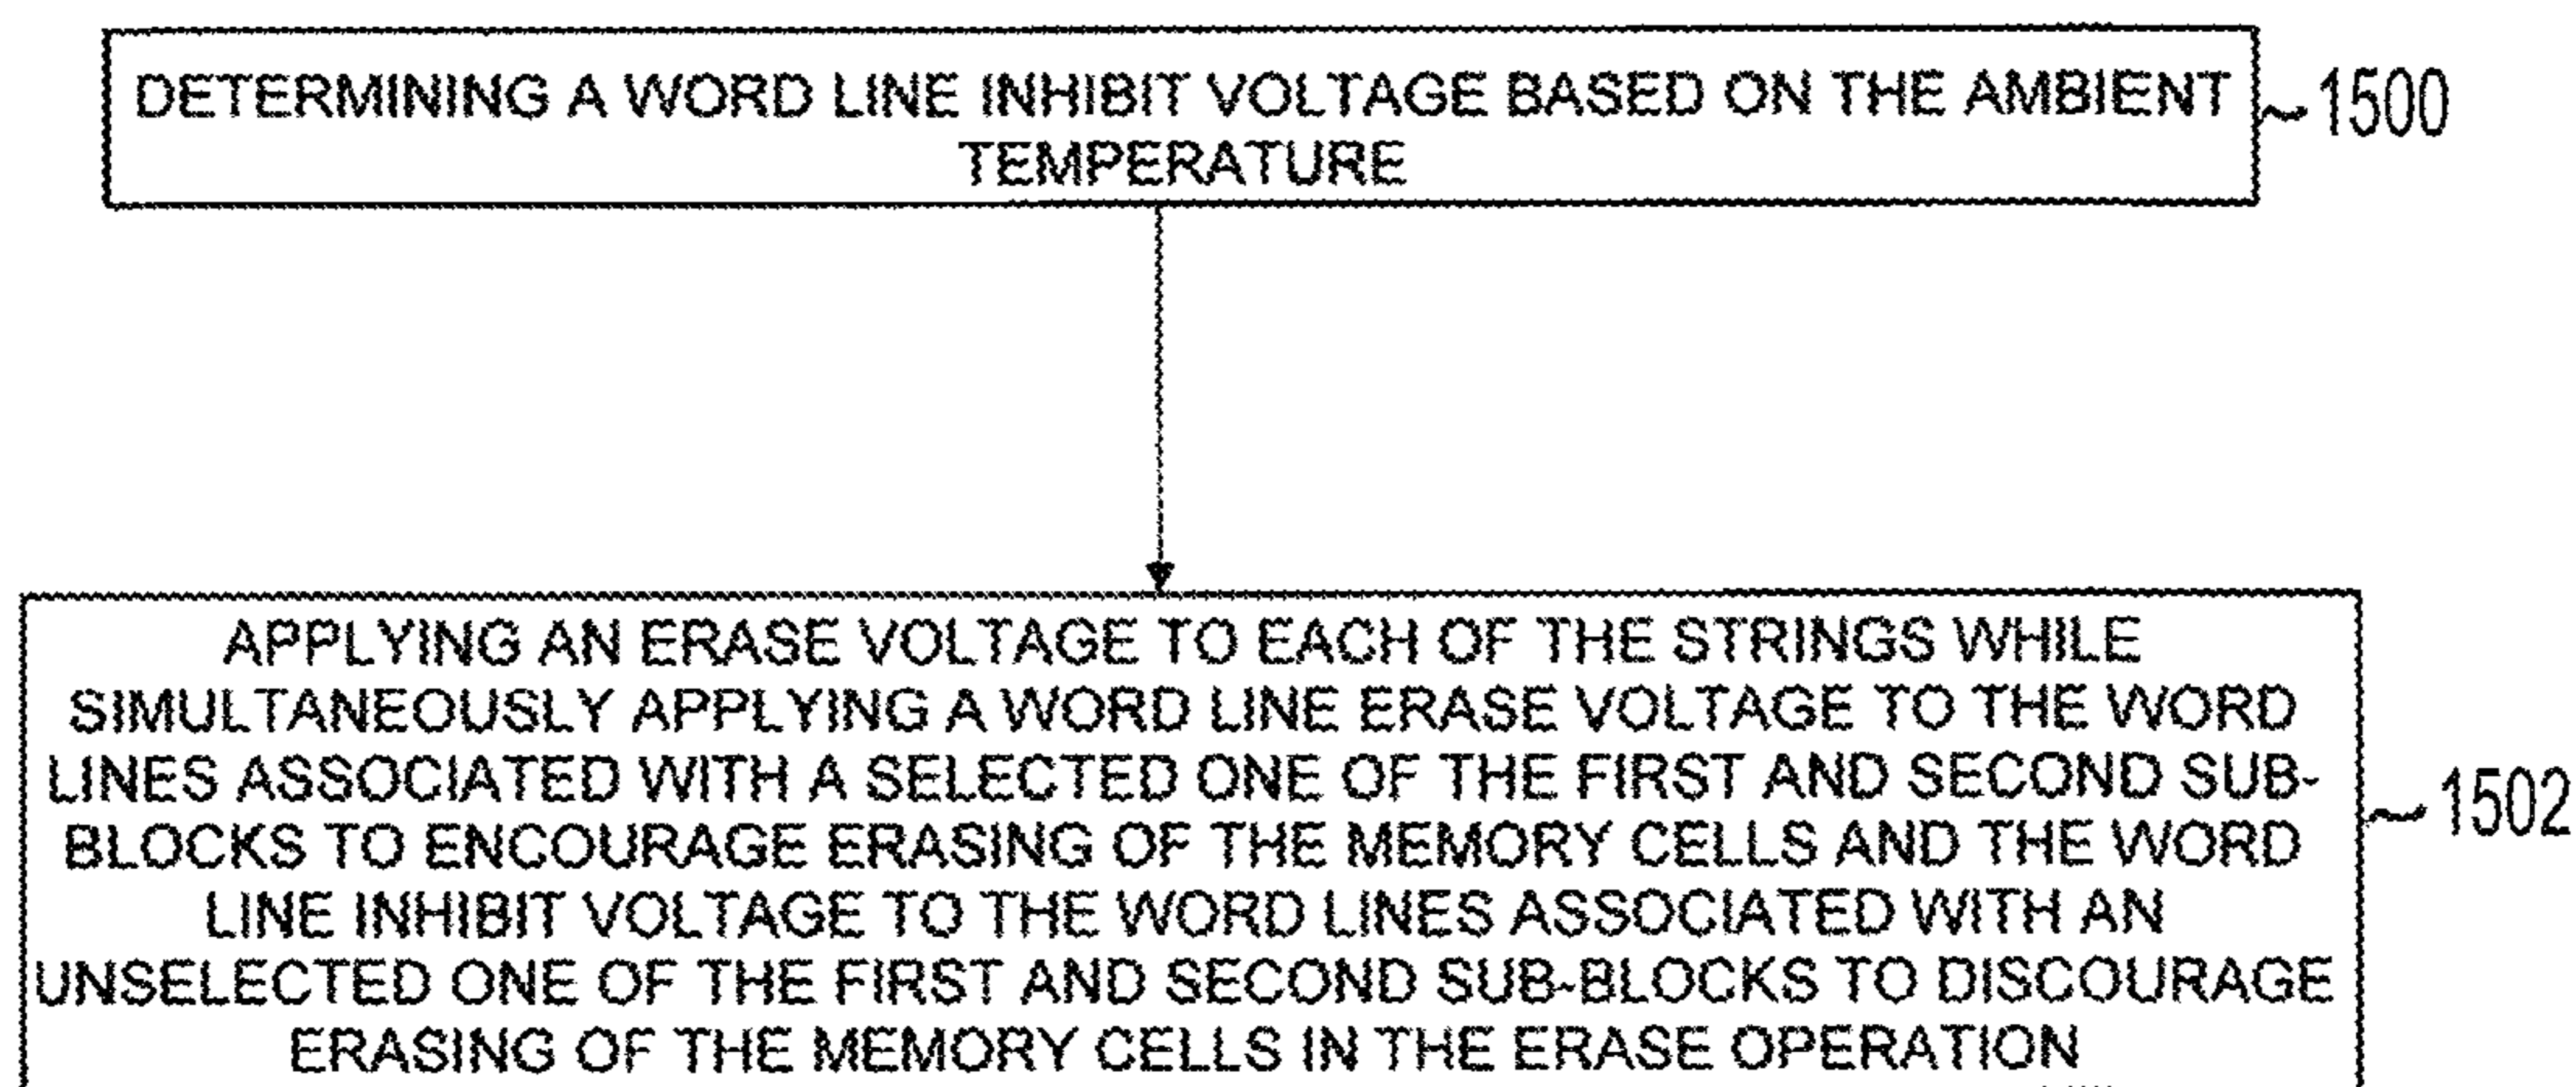 DETERMINING A WORD LINE INHIBIT VOLTAGE BASED ON THE AMBIENT
TEMPERATURE
1500
APPLYING AN ERASE VOLTAGE TO EACH OF THE STRINGS WHILE
SIMULTANEOUSLY APPLYING A WORD LINE ERASE VOLTAGE TO THE WORD
LINES ASSOCIATED WITH A SELECTED ONE OF THE FIRST AND SECOND SUB-
BLOCKS TO ENCOURAGE ERASING OF THE MEMORY CELLS AND THE WORD
LINE INHIBIT VOLTAGE TO THE WORD LINES ASSOCIATED WITH AN
UNSELECTED ONE OF THE FIRST AND SECOND SUB-BLOCKS TO DISCOURAGE
ERASING OF THE MEMORY CELLS IN THE ERASE OPERATION
1502